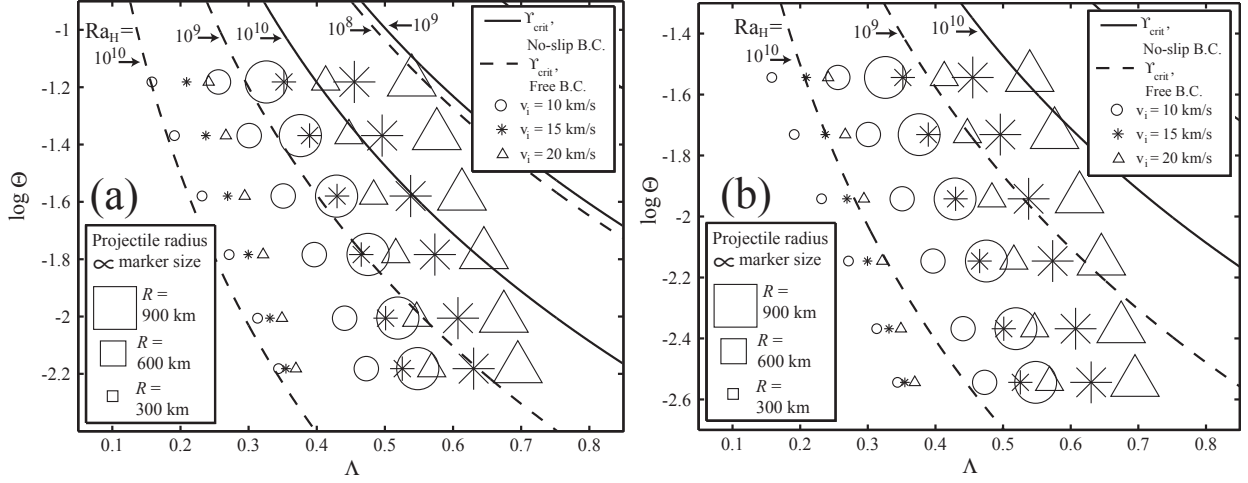 Ra_H=
10^10
10^9
10^10
10^8
10^9
ϒ_crit,
No-slip B.C.
ϒ_crit,
Free B.C.
v_i = 10 km/s
v_i = 15 km/s
v_i = 20 km/s
(a)
Projectile radius
∝ marker size
R =
900 km
R =
600 km
R =
300 km
log Θ
-1
-1.2
-1.4
-1.6
-1.8
-2
-2.2
0.1 0.2 0.3 0.4 0.5 0.6 0.7 0.8
Λ
Ra_H=
10^10
10^9
10^10
ϒ_crit,
No-slip B.C.
ϒ_crit,
Free B.C.
v_i = 10 km/s
v_i = 15 km/s
v_i = 20 km/s
(b)
Projectile radius
∝ marker size
R =
900 km
R =
600 km
R =
300 km
log Θ
-1.4
-1.6
-1.8
-2
-2.2
-2.4
-2.6
0.1 0.2 0.3 0.4 0.5 0.6 0.7 0.8
Λ